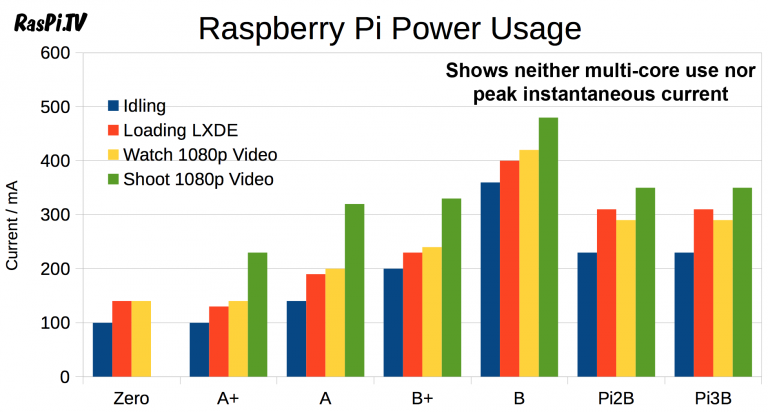 RasPi.TV
Raspberry Pi Power Usage
Shows neither multi-core use nor
peak instantaneous current
Idling
Loading LXDE
Watch 1080p Video
Shoot 1080p Video
Current / mA
600
500
400
300
200
100
0
Zero A+ A B+ B Pi2B Pi3B